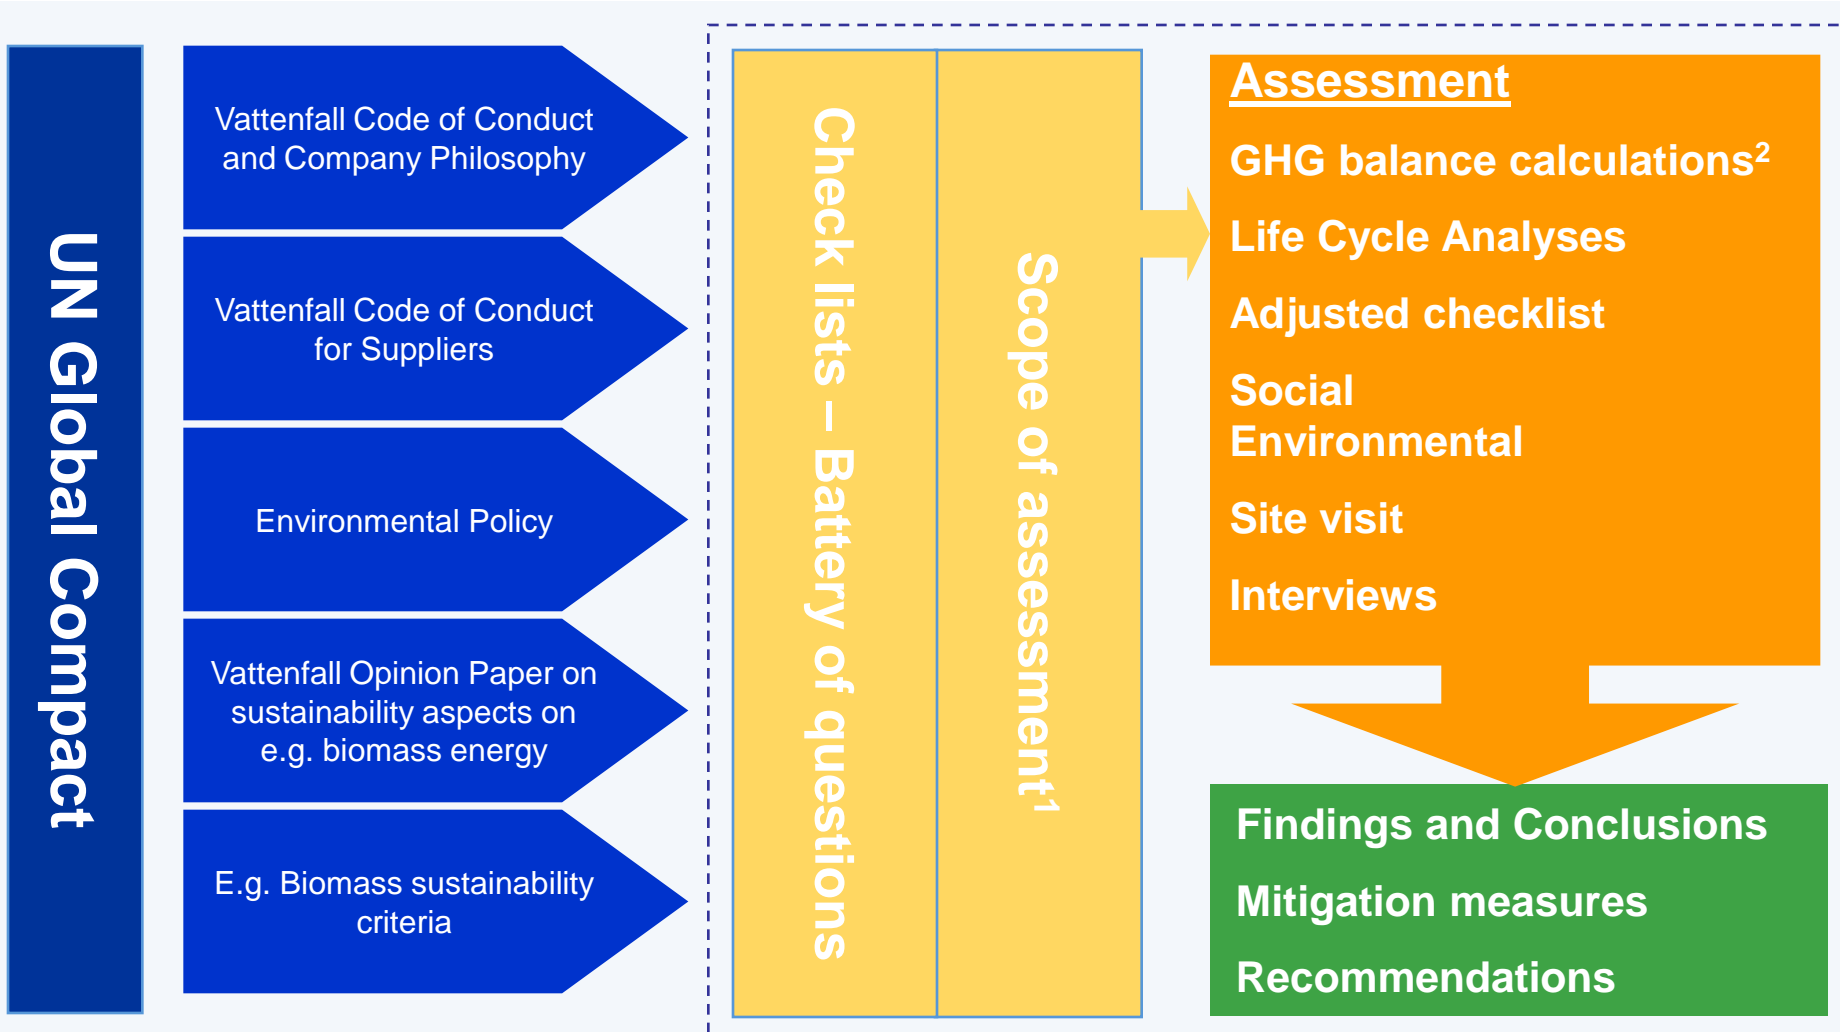 UN Global Compact
Vattenfall Code of Conduct
and Company Philosophy
Vattenfall Code of Conduct
for Suppliers
Environmental Policy
Vattenfall Opinion Paper on
sustainability aspects on
e.g. biomass energy
E.g. Biomass sustainability
criteria
Check lists – Battery of questions
Scope of assessment¹
Assessment
GHG balance calculations²
Life Cycle Analyses
Adjusted checklist
Social
Environmental
Site visit
Interviews
Findings and Conclusions
Mitigation measures
Recommendations